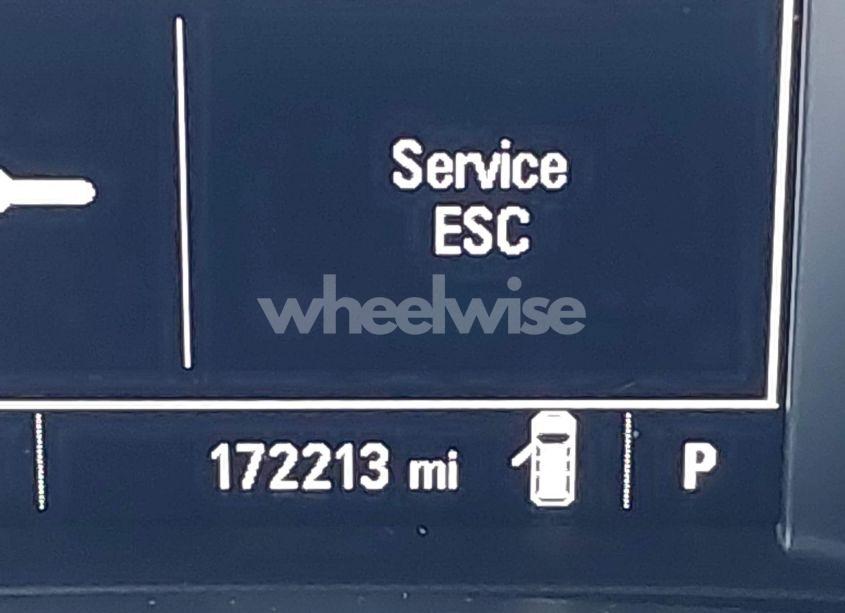 Service
ESC
wheelwise
172213 mi
P